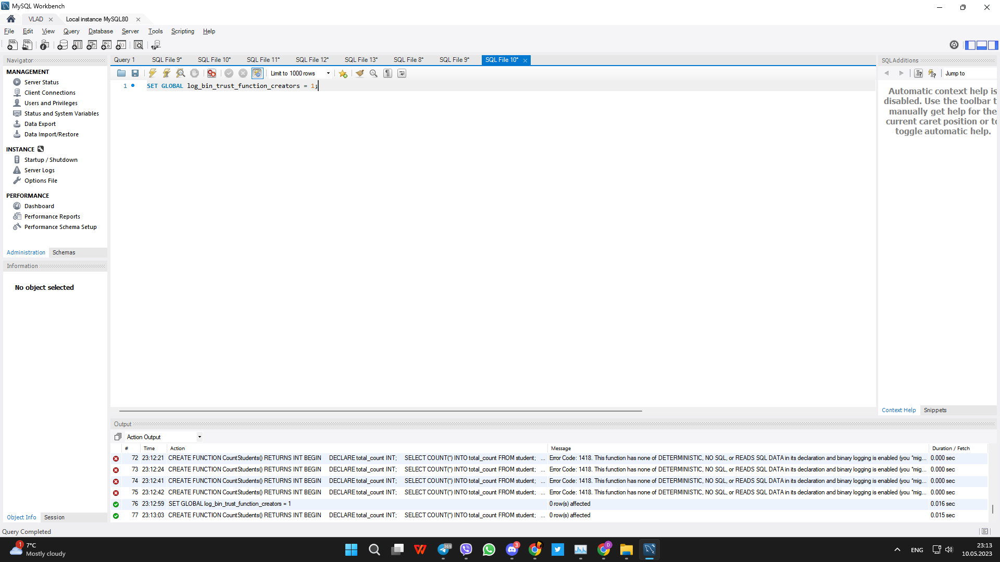 MySQL Workbench
VLAD
Local instance MySQL80
File Edit View Query Database Server Tools Scripting Help
Navigator
MANAGEMENT
Server Status
Client Connections
Users and Privileges
Status and System Variables
Data Export
Data Import/Restore
INSTANCE
Startup / Shutdown
Server Logs
Options File
PERFORMANCE
Dashboard
Performance Reports
Performance Schema Setup
Administration Schemas
Information
No object selected
Object Info Session
Query 1 SQL File 9* SQL File 10* SQL File 11* SQL File 12* SQL File 13* SQL File 8* SQL File 9* SQL File 10*
Limit to 1000 rows
1 SET GLOBAL log_bin_trust_function_creators = 1;
SQLAdditions
Jump to
Automatic context help is
disabled. Use the toolbar t
manually get help for the
current caret position or to
toggle automatic help.
Context Help Snippets
Output
Action Output
# Time Action Message Duration / Fetch
72 23:12:21 CREATE FUNCTION CountStudents() RETURNS INT BEGIN DECLARE total_count INT; SELECT COUNT(*) INTO total_count FROM student; ... Error Code: 1418. This function has none of DETERMINISTIC, NO SQL, or READS SQL DATA in its declaration and binary logging is enabled (you *mig... 0.000 sec
73 23:12:24 CREATE FUNCTION CountStudents() RETURNS INT BEGIN DECLARE total_count INT; SELECT COUNT(*) INTO total_count FROM student; ... Error Code: 1418. This function has none of DETERMINISTIC, NO SQL, or READS SQL DATA in its declaration and binary logging is enabled (you *mig... 0.000 sec
74 23:12:41 CREATE FUNCTION CountStudents() RETURNS INT BEGIN DECLARE total_count INT; SELECT COUNT(*) INTO total_count FROM student; ... Error Code: 1418. This function has none of DETERMINISTIC, NO SQL, or READS SQL DATA in its declaration and binary logging is enabled (you *mig... 0.000 sec
75 23:12:42 CREATE FUNCTION CountStudents() RETURNS INT BEGIN DECLARE total_count INT; SELECT COUNT(*) INTO total_count FROM student; ... Error Code: 1418. This function has none of DETERMINISTIC, NO SQL, or READS SQL DATA in its declaration and binary logging is enabled (you *mig... 0.000 sec
76 23:12:59 SET GLOBAL log_bin_trust_function_creators = 1 0 row(s) affected 0.016 sec
77 23:13:03 CREATE FUNCTION CountStudents() RETURNS INT BEGIN DECLARE total_count INT; SELECT COUNT(*) INTO total_count FROM student; ... 0 row(s) affected 0.015 sec
Query Completed
1
7°C
Mostly cloudy
369
3
D
ENG
23:13
10.05.2023